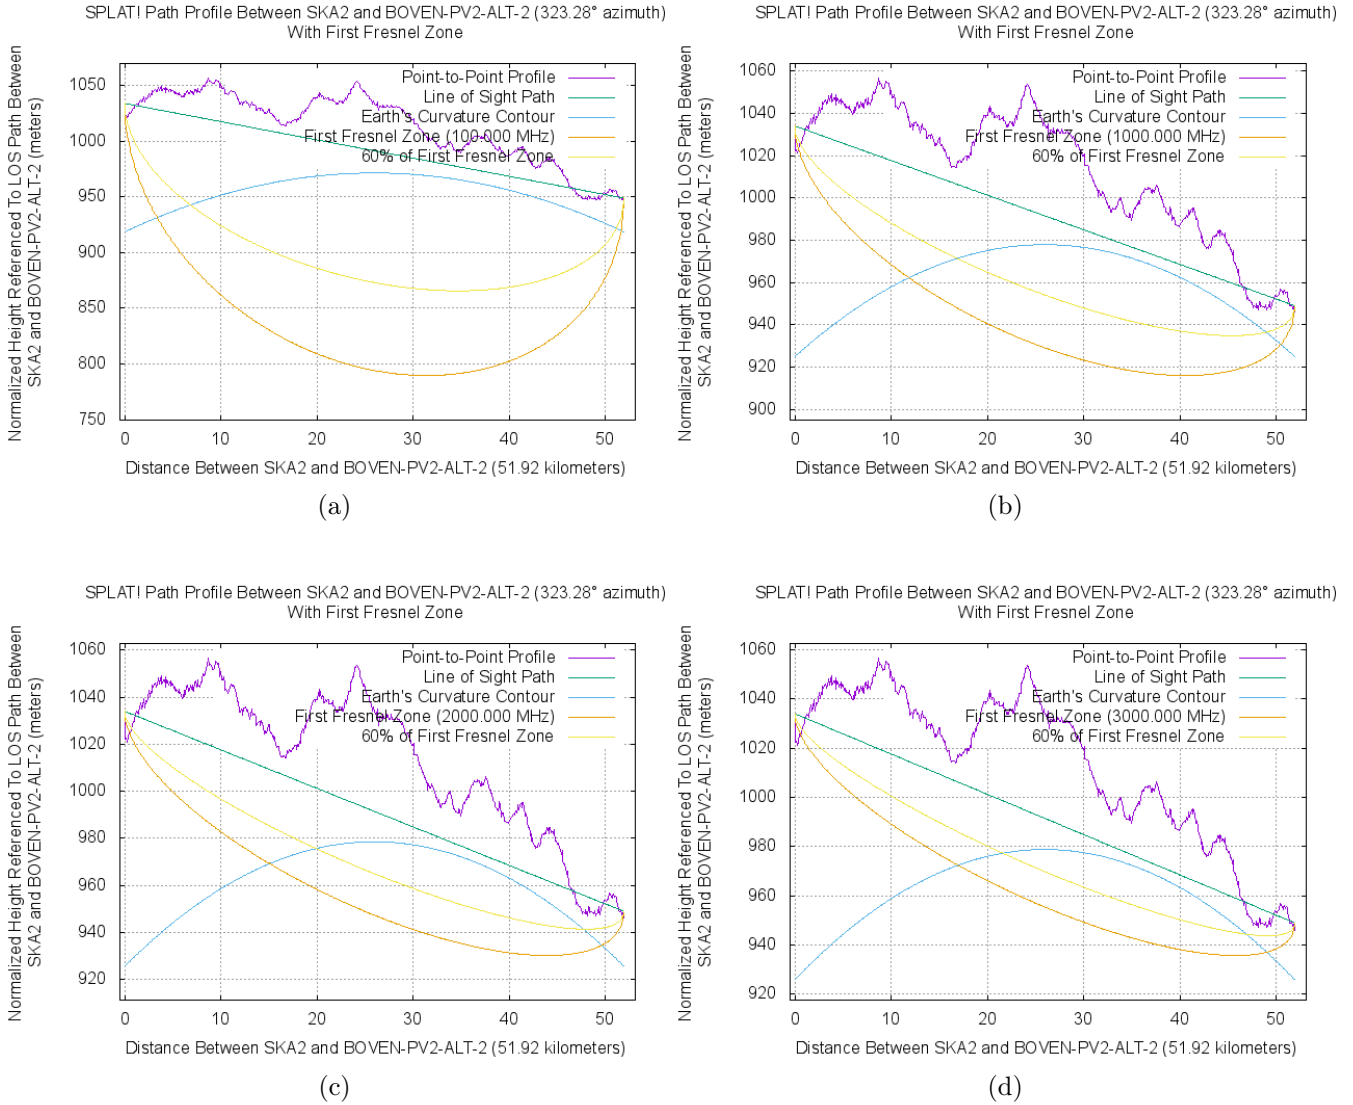 SPLAT! Path Profile Between SKA2 and BOVEN-PV2-ALT-2 (323.28° azimuth)
With First Fresnel Zone
Normalized Height Referenced To LOS Path Between
SKA2 and BOVEN-PV2-ALT-2 (meters)
1050
1000
950
900
850
800
750
Point-to-Point Profile
Line of Sight Path
Earth's Curvature Contour
First Fresnel Zone (100.000 MHz)
60% of First Fresnel Zone
0 10 20 30 40 50
Distance Between SKA2 and BOVEN-PV2-ALT-2 (51.92 kilometers)
(a)
SPLAT! Path Profile Between SKA2 and BOVEN-PV2-ALT-2 (323.28° azimuth)
With First Fresnel Zone
Normalized Height Referenced To LOS Path Between
SKA2 and BOVEN-PV2-ALT-2 (meters)
1060
1040
1020
1000
980
960
940
920
900
Point-to-Point Profile
Line of Sight Path
Earth's Curvature Contour
First Fresnel Zone (1000.000 MHz)
60% of First Fresnel Zone
0 10 20 30 40 50
Distance Between SKA2 and BOVEN-PV2-ALT-2 (51.92 kilometers)
(b)
SPLAT! Path Profile Between SKA2 and BOVEN-PV2-ALT-2 (323.28° azimuth)
With First Fresnel Zone
Normalized Height Referenced To LOS Path Between
SKA2 and BOVEN-PV2-ALT-2 (meters)
1060
1040
1020
1000
980
960
940
920
Point-to-Point Profile
Line of Sight Path
Earth's Curvature Contour
First Fresnel Zone (2000.000 MHz)
60% of First Fresnel Zone
0 10 20 30 40 50
Distance Between SKA2 and BOVEN-PV2-ALT-2 (51.92 kilometers)
(c)
SPLAT! Path Profile Between SKA2 and BOVEN-PV2-ALT-2 (323.28° azimuth)
With First Fresnel Zone
Normalized Height Referenced To LOS Path Between
SKA2 and BOVEN-PV2-ALT-2 (meters)
1060
1040
1020
1000
980
960
940
920
Point-to-Point Profile
Line of Sight Path
Earth's Curvature Contour
First Fresnel Zone (3000.000 MHz)
60% of First Fresnel Zone
0 10 20 30 40 50
Distance Between SKA2 and BOVEN-PV2-ALT-2 (51.92 kilometers)
(d)